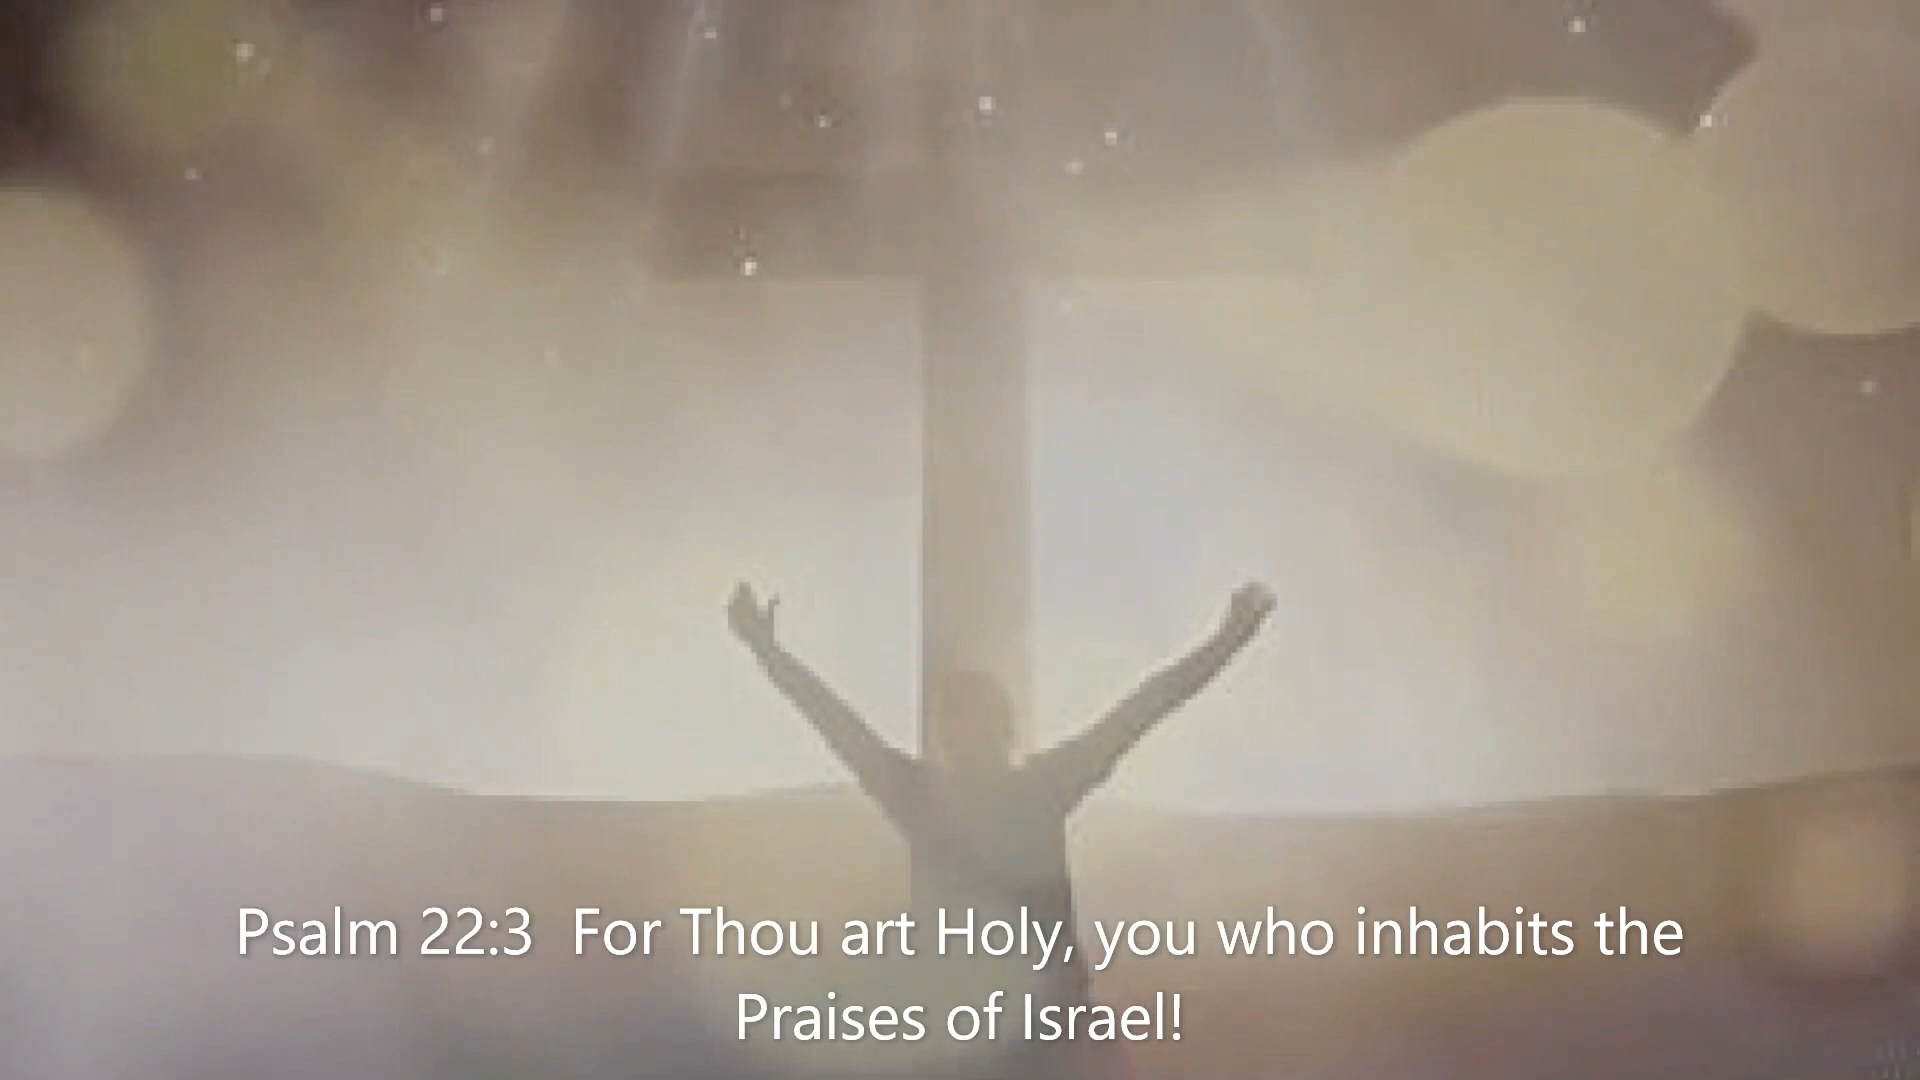 Psalm 22:3  For Thou art Holy, you who inhabits the
Praises of Israel!